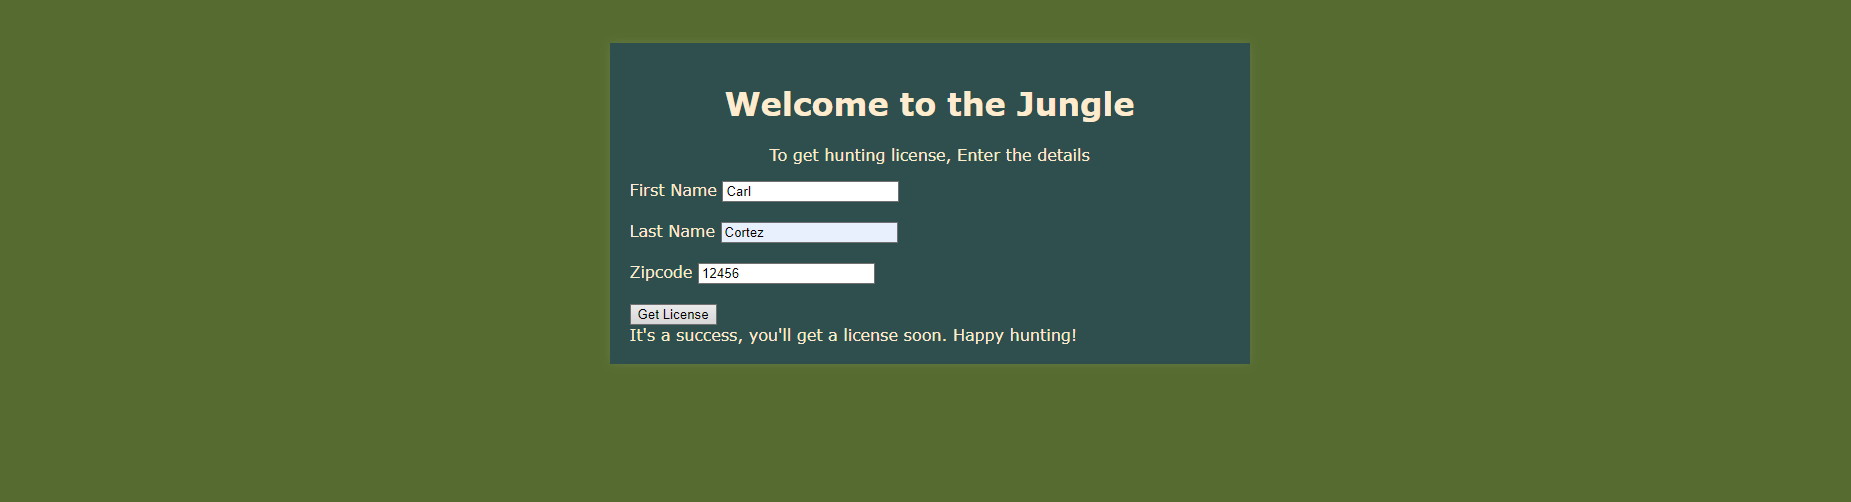 Welcome to the Jungle
To get hunting license, Enter the details
First Name Carl
Last Name Cortez
Zipcode 12456
Get License
It's a success, you'll get a license soon. Happy hunting!